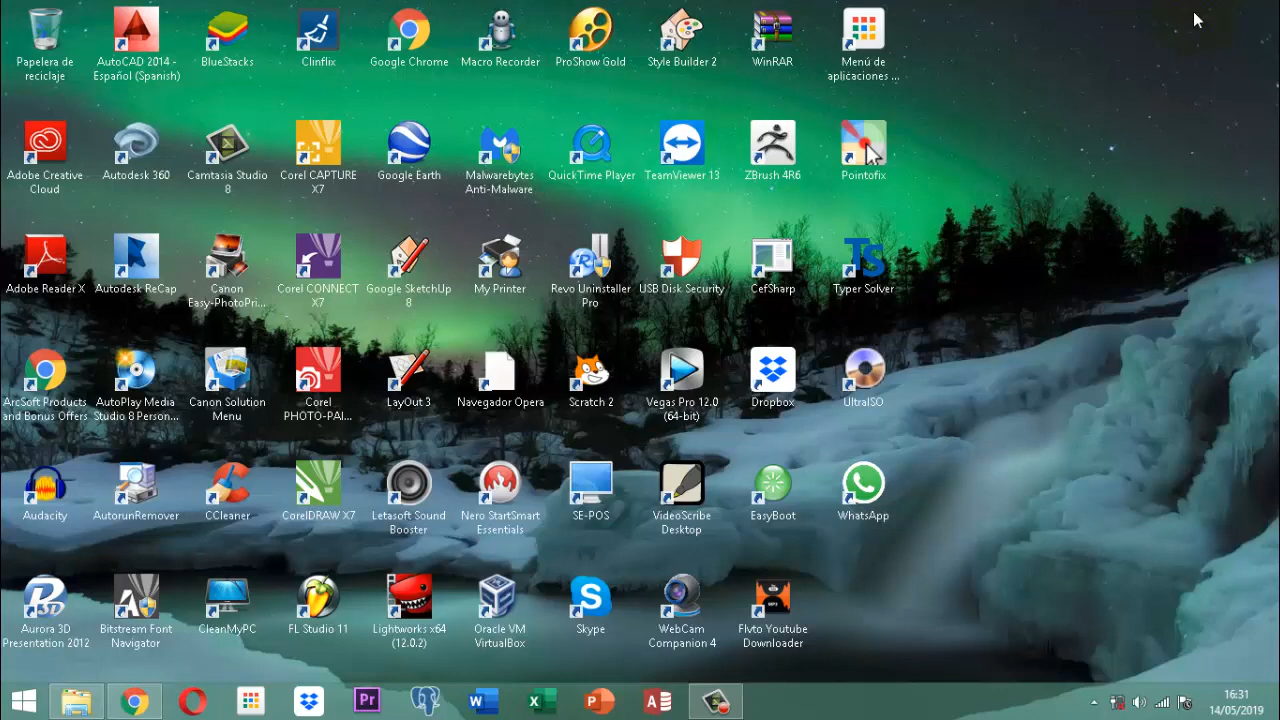 Papelera de
reciclaje
AutoCAD 2014 -
Español (Spanish)
BlueStacks
Clinflix
Google Chrome
Macro Recorder
ProShow Gold
Style Builder 2
WinRAR
Menú de
aplicaciones ...
Adobe Creative
Cloud
Autodesk 360
Camtasia Studio
8
Corel CAPTURE
X7
Google Earth
Malwarebytes
Anti-Malware
QuickTime Player
TeamViewer 13
ZBrush 4R6
Pointofix
Adobe Reader X
Autodesk ReCap
Canon
Easy-PhotoPri...
Corel CONNECT
X7
Google SketchUp
8
My Printer
Revo Uninstaller
Pro
USB Disk Security
CefSharp
Ts
Typer Solver
ArcSoft Products
and Bonus Offers
AutoPlay Media
Studio 8 Person...
Canon Solution
Menu
Corel
PHOTO-PAI...
LayOut 3
Navegador Opera
Scratch 2
Vegas Pro 12.0
(64-bit)
Dropbox
UltraISO
Audacity
AutorunRemover
CCleaner
CorelDRAW X7
Letasoft Sound
Booster
Nero StartSmart
Essentials
SE-POS
VideoScribe
Desktop
EasyBoot
WhatsApp
Aurora 3D
Presentation 2012
Bitstream Font
Navigator
CleanMyPC
FL Studio 11
Lightworks x64
(12.0.2)
Oracle VM
VirtualBox
Skype
WebCam
Companion 4
Flvto Youtube
Downloader
Pr
16:31
14/05/2019